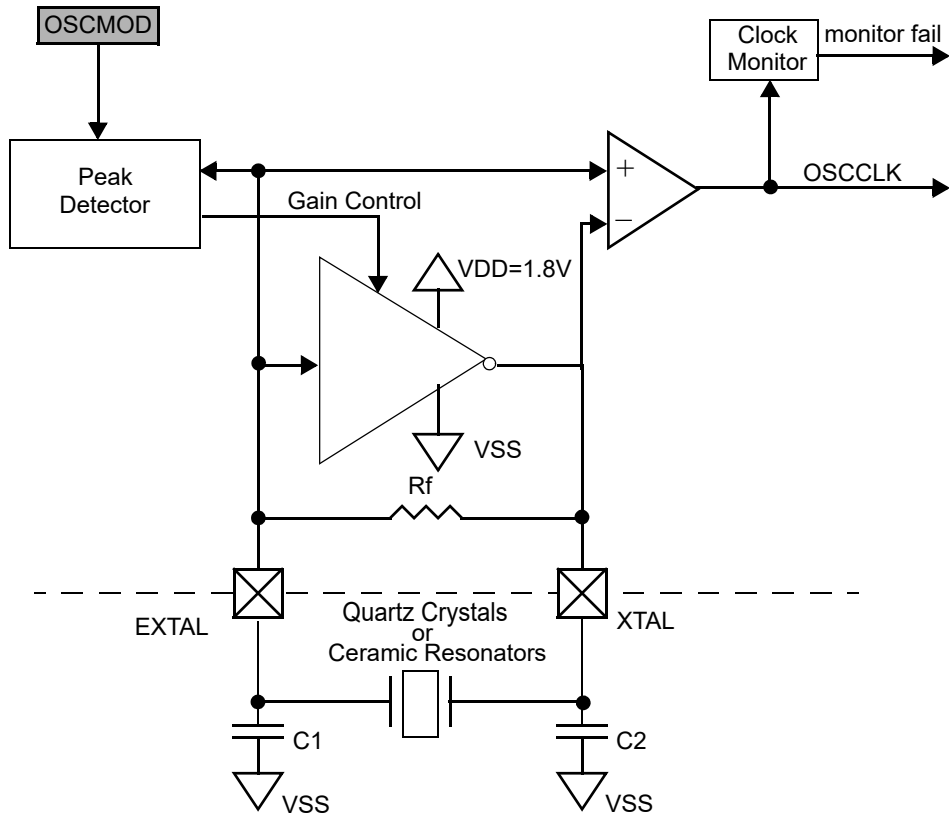 OSCMOD
Clock
Monitor
monitor fail
Peak
Detector
+
OSCCLK
Gain Control
−
VDD=1.8V
VSS
Rf
EXTAL
Quartz Crystals
or
Ceramic Resonators
XTAL
C1
C2
VSS
VSS